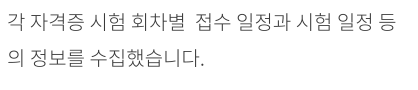 각 자격증 시험 회차별  접수 일정과 시험 일정 등
의 정보를 수집했습니다.